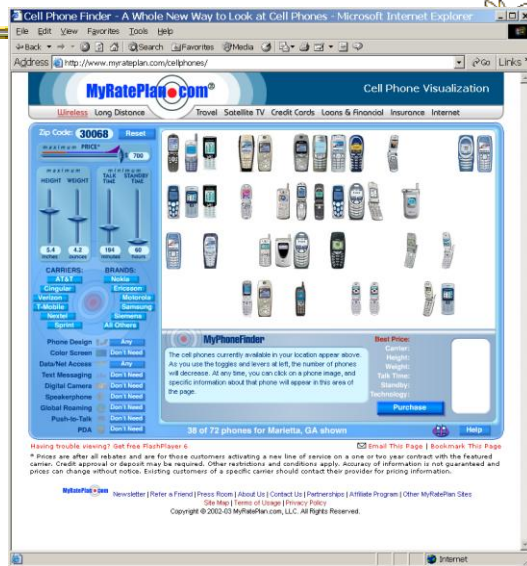 Cell Phone Finder - A Whole New Way to Look at Cell Phones - Microsoft Internet Explorer
File Edit View Favorites Tools Help
Back Search Favorites Media
Address http://www.myrateplan.com/cellphones/ Go Links
MyRatePlan.com® Cell Phone Visualization
Wireless Long Distance Travel Satellite TV Credit Cards Loans & Financial Insurance Internet
Zip Code: 30068 Reset
maximum PRICE*
$ 700
maximum minimum
HEIGHT WEIGHT TALK TIME STANDBY TIME
5.4 4.2 194 60
inches ounces minutes hours
CARRIERS: BRANDS:
AT&T Nokia
Cingular Ericsson
Verizon Motorola
T-Mobile Samsung
Nextel Siemens
Sprint All Others
Phone Design Any
Color Screen Don't Need
Data/Net Access Any
Text Messaging Don't Need
Digital Camera Don't Need
Speakerphone Don't Need
Global Roaming Don't Need
Push-to-Talk Don't Need
PDA Don't Need
MyPhoneFinder
The cell phones currently available in your location appear above.
As you use the toggles and levers at left, the number of phones
will decrease. At any time, you can click on a phone image, and
specific information about that phone will appear in this area of
the page.
Best Price:
Carrier:
Height:
Weight:
Talk Time:
Standby:
Technology:
Purchase
38 of 72 phones for Marietta, GA shown Help
Having trouble viewing? Get free FlashPlayer 6 Email This Page | Bookmark This Page
* Prices are after all rebates and are for those customers activating a new line of service on a one or two year contract with the featured
carrier. Credit approval or deposit may be required. Other restrictions and conditions apply. Accuracy of information is not guaranteed and
prices can change without notice. Existing customers of a specific carrier should contact their provider for pricing information.
MyRatePlan.com Newsletter | Refer a Friend | Press Room | About Us | Contact Us | Partnerships | Affiliate Program | Other MyRatePlan Sites
Site Map | Terms of Usage | Privacy Policy
Copyright © 2002-03 MyRatePlan.com, LLC. All Rights Reserved.
Internet